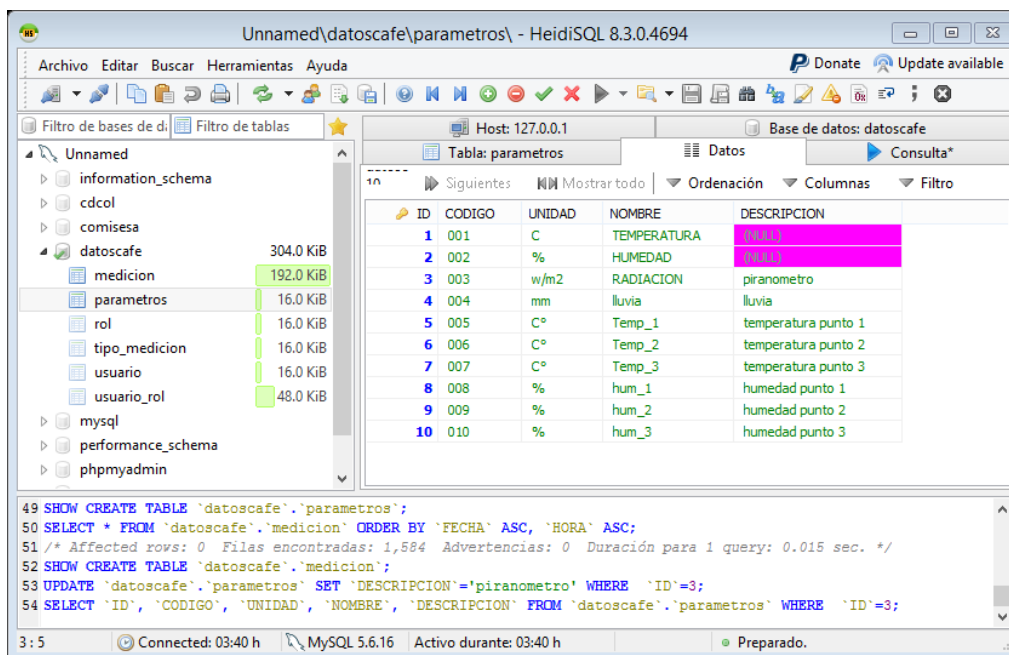 Unnamed\datoscafe\parametros\ - HeidiSQL 8.3.0.4694
Archivo Editar Buscar Herramientas Ayuda
Donate Update available
Filtro de bases de d Filtro de tablas
Host: 127.0.0.1 Base de datos: datoscafe
Tabla: parametros Datos Consulta*
10 Siguientes Mostrar todo Ordenación Columnas Filtro
Unnamed
information_schema
cdcol
comisesa
datoscafe 304.0 KiB
medicion 192.0 KiB
parametros 16.0 KiB
rol 16.0 KiB
tipo_medicion 16.0 KiB
usuario 16.0 KiB
usuario_rol 48.0 KiB
mysql
performance_schema
phpmyadmin
ID CODIGO UNIDAD NOMBRE DESCRIPCION
1 001 C TEMPERATURA (NULL)
2 002 % HUMEDAD (NULL)
3 003 w/m2 RADIACION piranometro
4 004 mm lluvia lluvia
5 005 Cº Temp_1 temperatura punto 1
6 006 Cº Temp_2 temperatura punto 2
7 007 Cº Temp_3 temperatura punto 3
8 008 % hum_1 humedad punto 1
9 009 % hum_2 humedad punto 2
10 010 % hum_3 humedad punto 3
49 SHOW CREATE TABLE `datoscafe`.`parametros`;
50 SELECT * FROM `datoscafe`.`medicion` ORDER BY `FECHA` ASC, `HORA` ASC;
51 /* Affected rows: 0 Filas encontradas: 1,584 Advertencias: 0 Duración para 1 query: 0.015 sec. */
52 SHOW CREATE TABLE `datoscafe`.`medicion`;
53 UPDATE `datoscafe`.`parametros` SET `DESCRIPCION`='piranometro' WHERE `ID`=3;
54 SELECT `ID`, `CODIGO`, `UNIDAD`, `NOMBRE`, `DESCRIPCION` FROM `datoscafe`.`parametros` WHERE `ID`=3;
3 : 5 Connected: 03:40 h MySQL 5.6.16 Activo durante: 03:40 h Preparado.